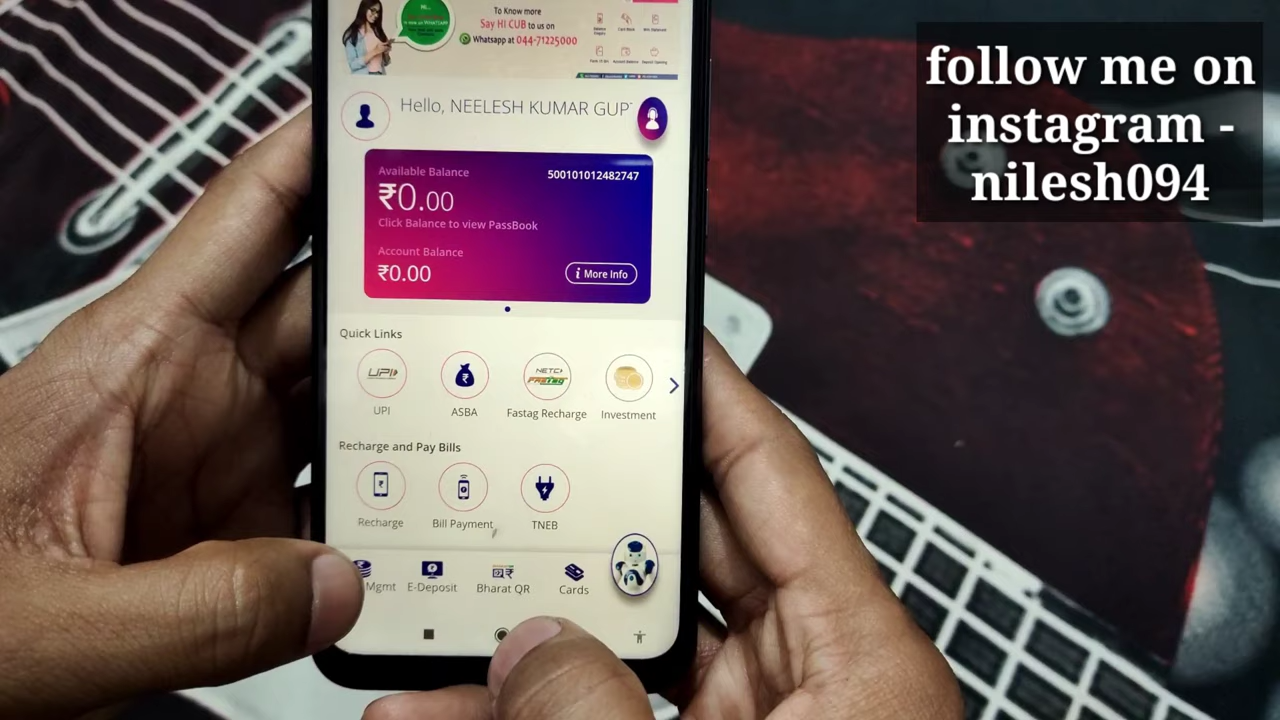 To Know more
Say HI CUB to us on
Whatsapp at 044-71225000
Hello, NEELESH KUMAR GUP
Available Balance
500101012482747
₹0.00
Click Balance to view PassBook
Account Balance
₹0.00
i More Info
Quick Links
UPI
NETC
FASTag
UPI
ASBA
Fastag Recharge
Investment
Recharge and Pay Bills
Recharge
Bill Payment
TNEB
Mgmt
E-Deposit
Bharat QR
Cards
follow me on
instagram -
nilesh094